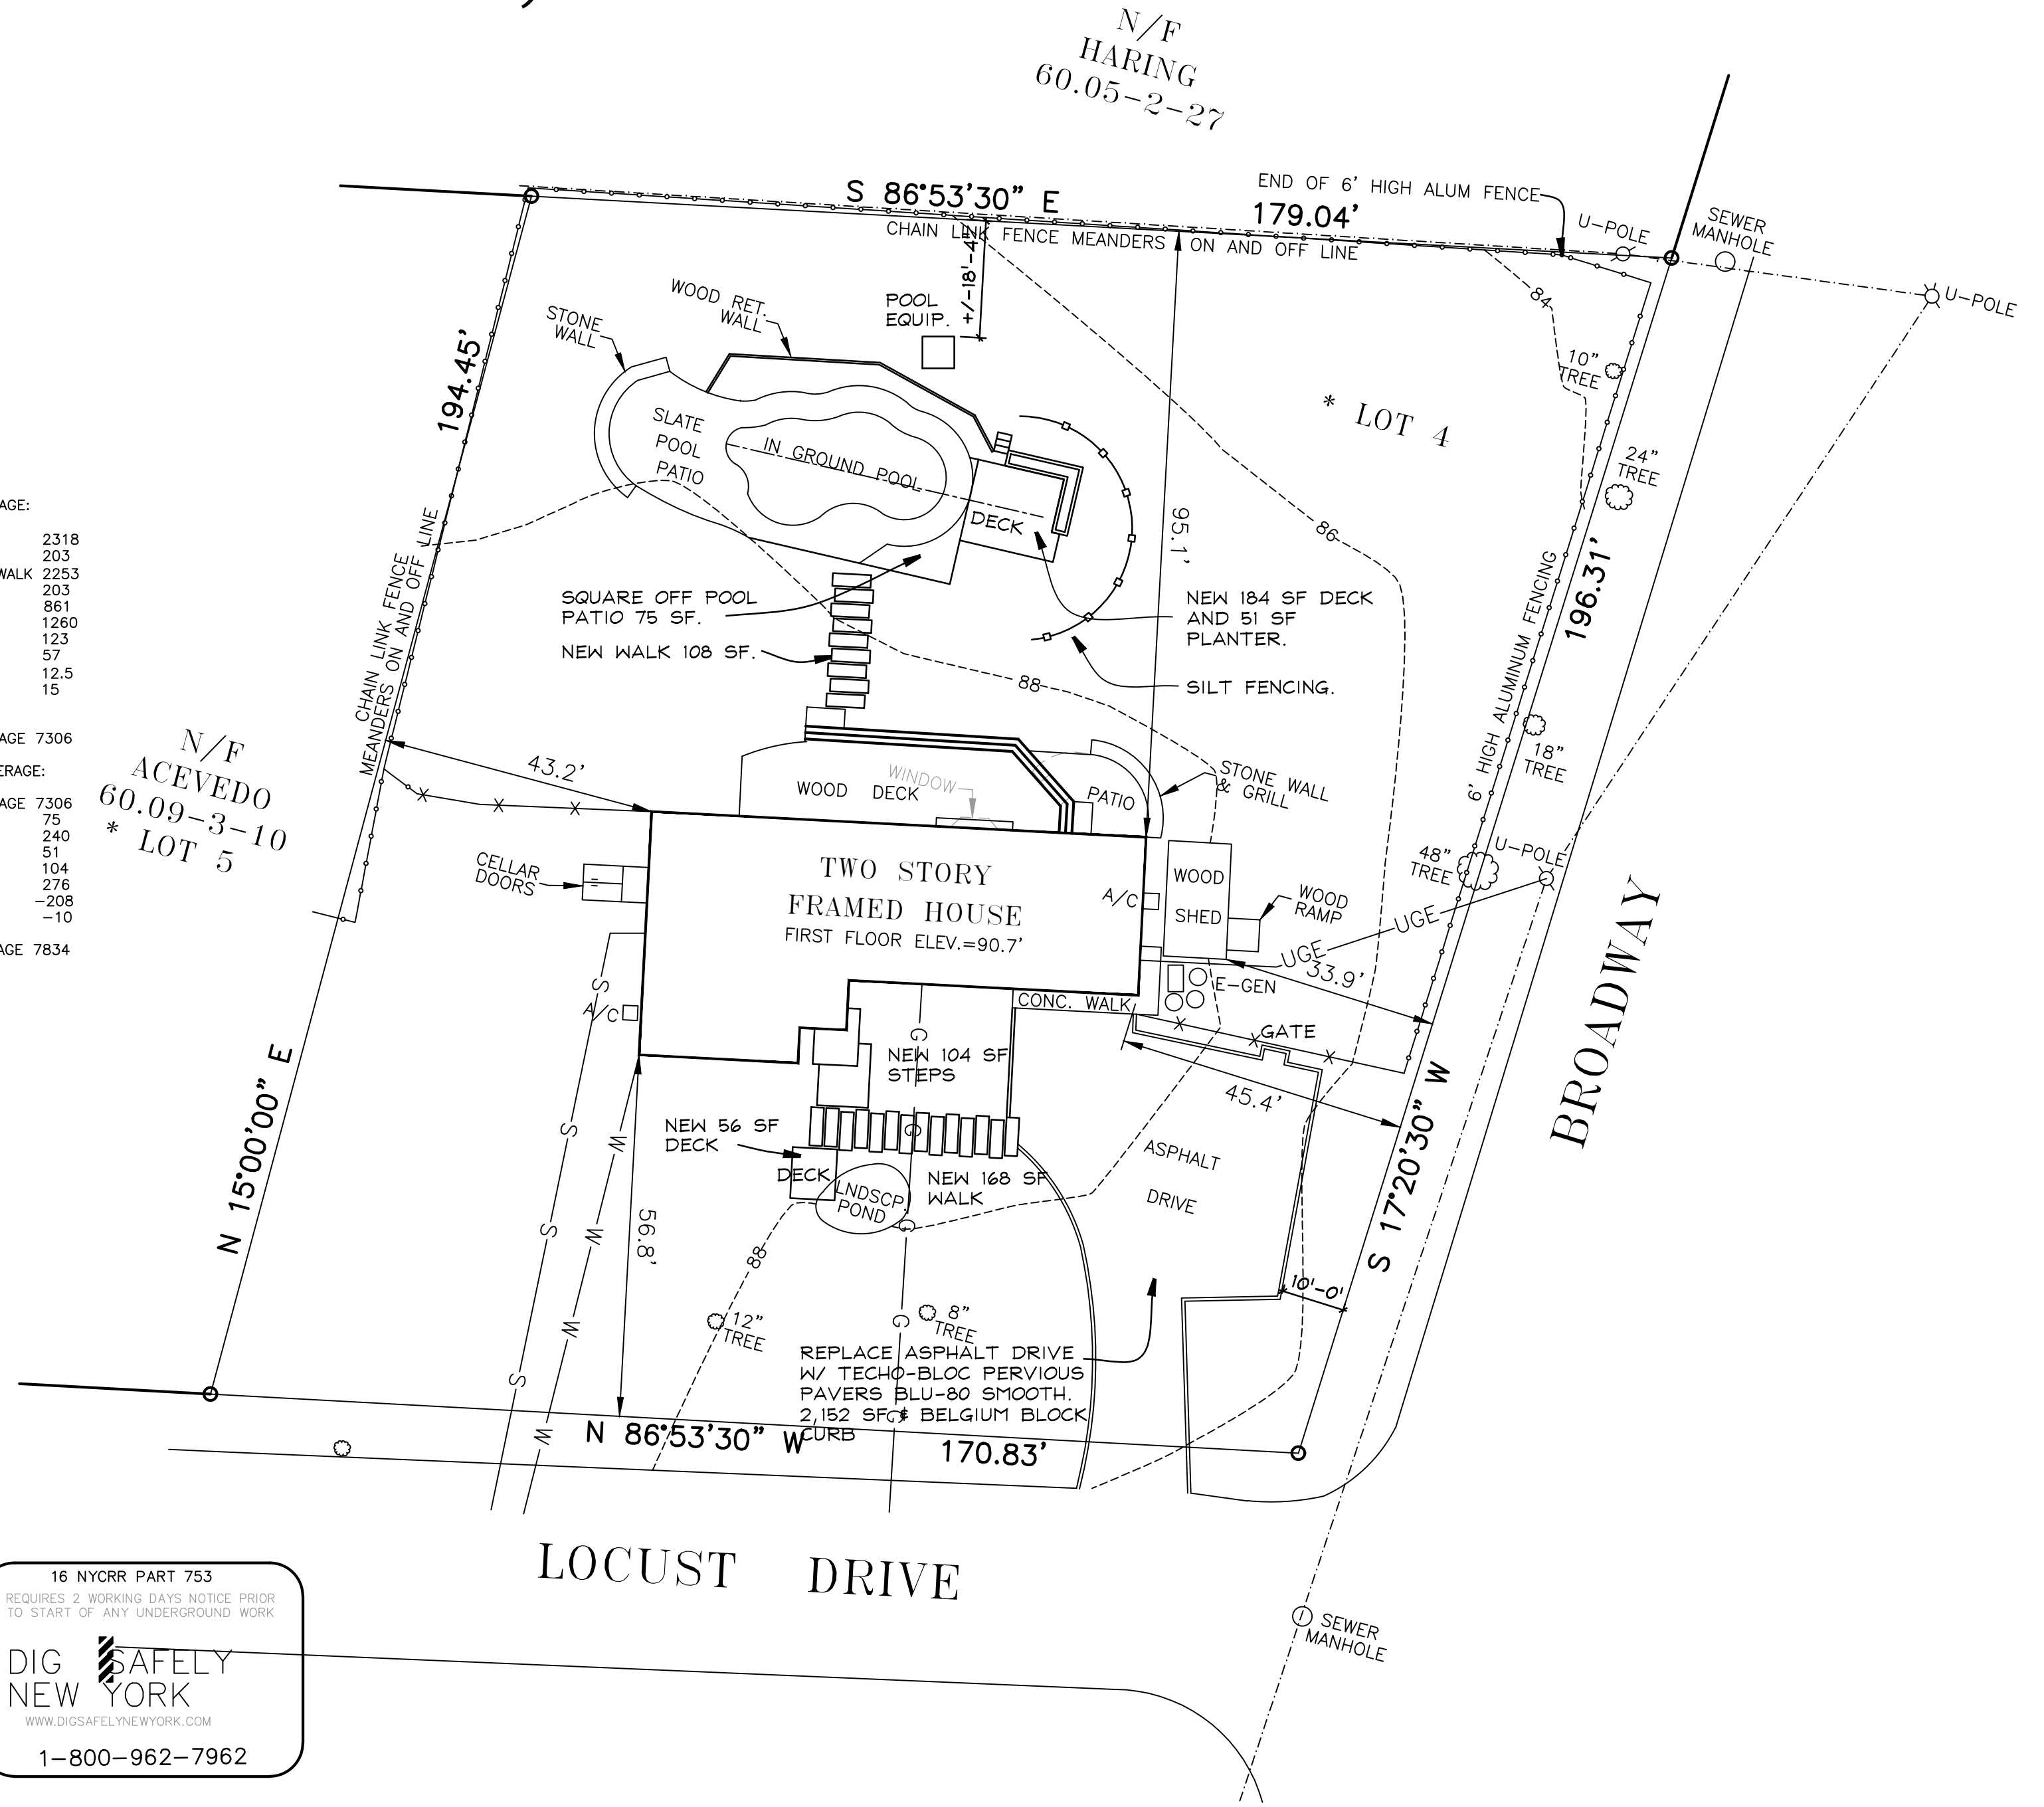 N/F
HARING
60.05-2-27
S 86°53'30" E
179.04'
END OF 6' HIGH ALUM FENCE
U-POLE
SEWER
MANHOLE
U-POLE
CHAIN LINK FENCE MEANDERS ON AND OFF LINE
+/-18'-4"
POOL
EQUIP.
WOOD RET.
WALL
STONE
WALL
84
10"
TREE
194.45'
* LOT 4
SLATE
POOL
PATIO
IN GROUND POOL
DECK
24"
TREE
86
95.1'
2318
203
WALK 2253
203
861
1260
123
57
12.5
15
7306
7306
75
240
51
104
276
-208
-10
7834
CHAIN LINK FENCE
MEANDERS ON AND OFF LINE
SQUARE OFF POOL
PATIO 75 SF.
NEW WALK 108 SF.
NEW 184 SF DECK
AND 51 SF
PLANTER.
SILT FENCING.
6' HIGH ALUMINUM FENCING
196.31'
88
18"
TREE
N/F
ACEVEDO
60.09-3-10
* LOT 5
43.2'
WOOD DECK
WINDOW
PATIO
STONE WALL
& GRILL
CELLAR
DOORS
TWO STORY
FRAMED HOUSE
FIRST FLOOR ELEV.=90.7'
A/C
WOOD
SHED
WOOD
RAMP
48"
TREE
U-POLE
UGE
UGE
33.9'
E-GEN
CONC. WALK
GATE
BROADWAY
S
A/C
G
NEW 104 SF
STEPS
45.4'
N 15°00'00" E
S
W
NEW 56 SF
DECK
G
DECK
LNDSCP.
POND
NEW 168 SF
WALK
ASPHALT
DRIVE
S 17°20'30" W
S
W
56.8'
G
88
10'-0'
W
12"
TREE
G
8"
TREE
REPLACE ASPHALT DRIVE
W/ TECHO-BLOC PERVIOUS
PAVERS BLU-80 SMOOTH.
2,152 SF & BELGIUM BLOCK
CURB
S
W
G
N 86°53'30" W
170.83'
LOCUST DRIVE
SEWER
MANHOLE
16 NYCRR PART 753
REQUIRES 2 WORKING DAYS NOTICE PRIOR
TO START OF ANY UNDERGROUND WORK
DIG SAFELY
NEW YORK
WWW.DIGSAFELYNEWYORK.COM
1-800-962-7962